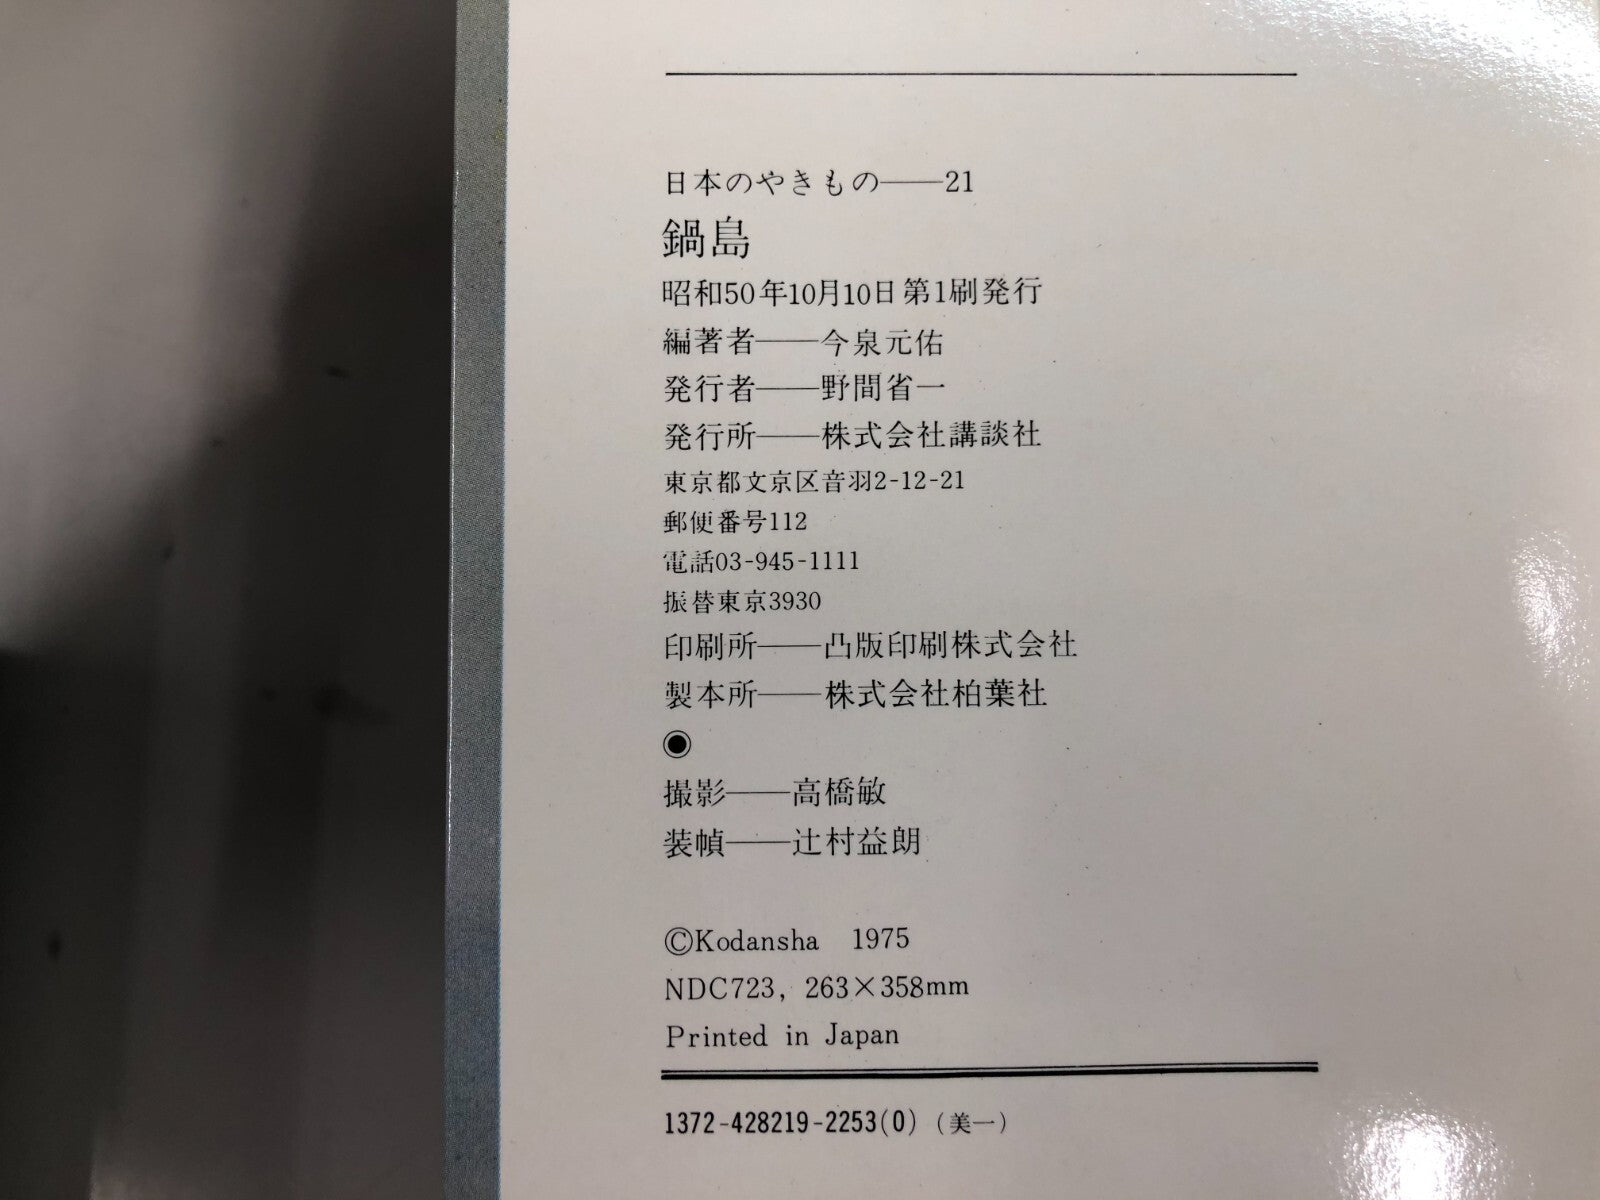 日本のやきもの——21
鍋島
昭和50年10月10日第1刷発行
編著者——今泉元佑
発行者——野間省一
発行所——株式会社講談社
東京都文京区音羽2-12-21
郵便番号112
電話03-945-1111
振替東京3930
印刷所——凸版印刷株式会社
製本所——株式会社柏葉社
◉
撮影——高橋敏
装幀——辻村益朗
©Kodansha 1975
NDC723, 263×358mm
Printed in Japan
1372-428219-2253(0)（美一）